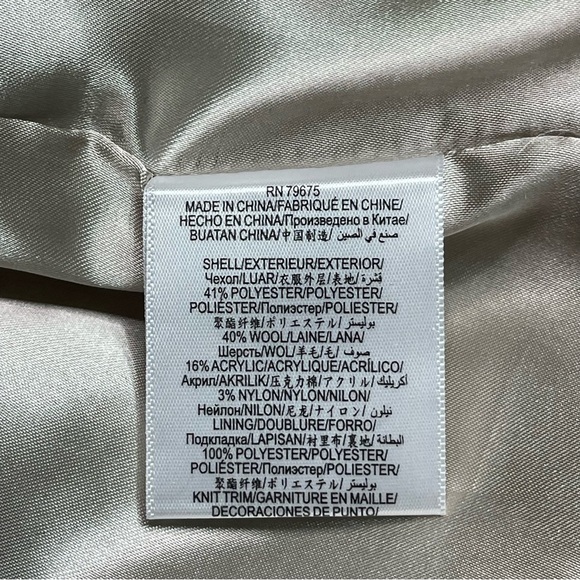 RN 79675
MADE IN CHINA/FABRIQUÉ EN CHINE/
HECHO EN CHINA/Произведено в Китае/
BUATAN CHINA/中国制造/ صنع في الصين
SHELL/EXTERIEUR/EXTERIOR/
Чехол/LUAR/衣服外层/表地/ قشرة
41% POLYESTER/POLYESTER/
POLIÉSTER/Полиэстер/POLIESTER/
聚酯纤维/ポリエステル/ بوليستر
40% WOOL/LAINE/LANA/
Шерсть/WOL/羊毛/毛/ صوف
16% ACRYLIC/ACRYLIQUE/ACRÍLICO/
Акрил/AKRILIK/压克力棉/アクリル/ أكريليك
3% NYLON/NYLON/NILON/
Нейлон/NILON/尼龙/ナイロン/ نيلون
LINING/DOUBLURE/FORRO/
Подкладка/LAPISAN/衬里布/裏地/ البطانة
100% POLYESTER/POLYESTER/
POLIÉSTER/Полиэстер/POLIESTER/
聚酯纤维/ポリエステル/ بوليستر
KNIT TRIM/GARNITURE EN MAILLE/
DECORACIONES DE PUNTO/